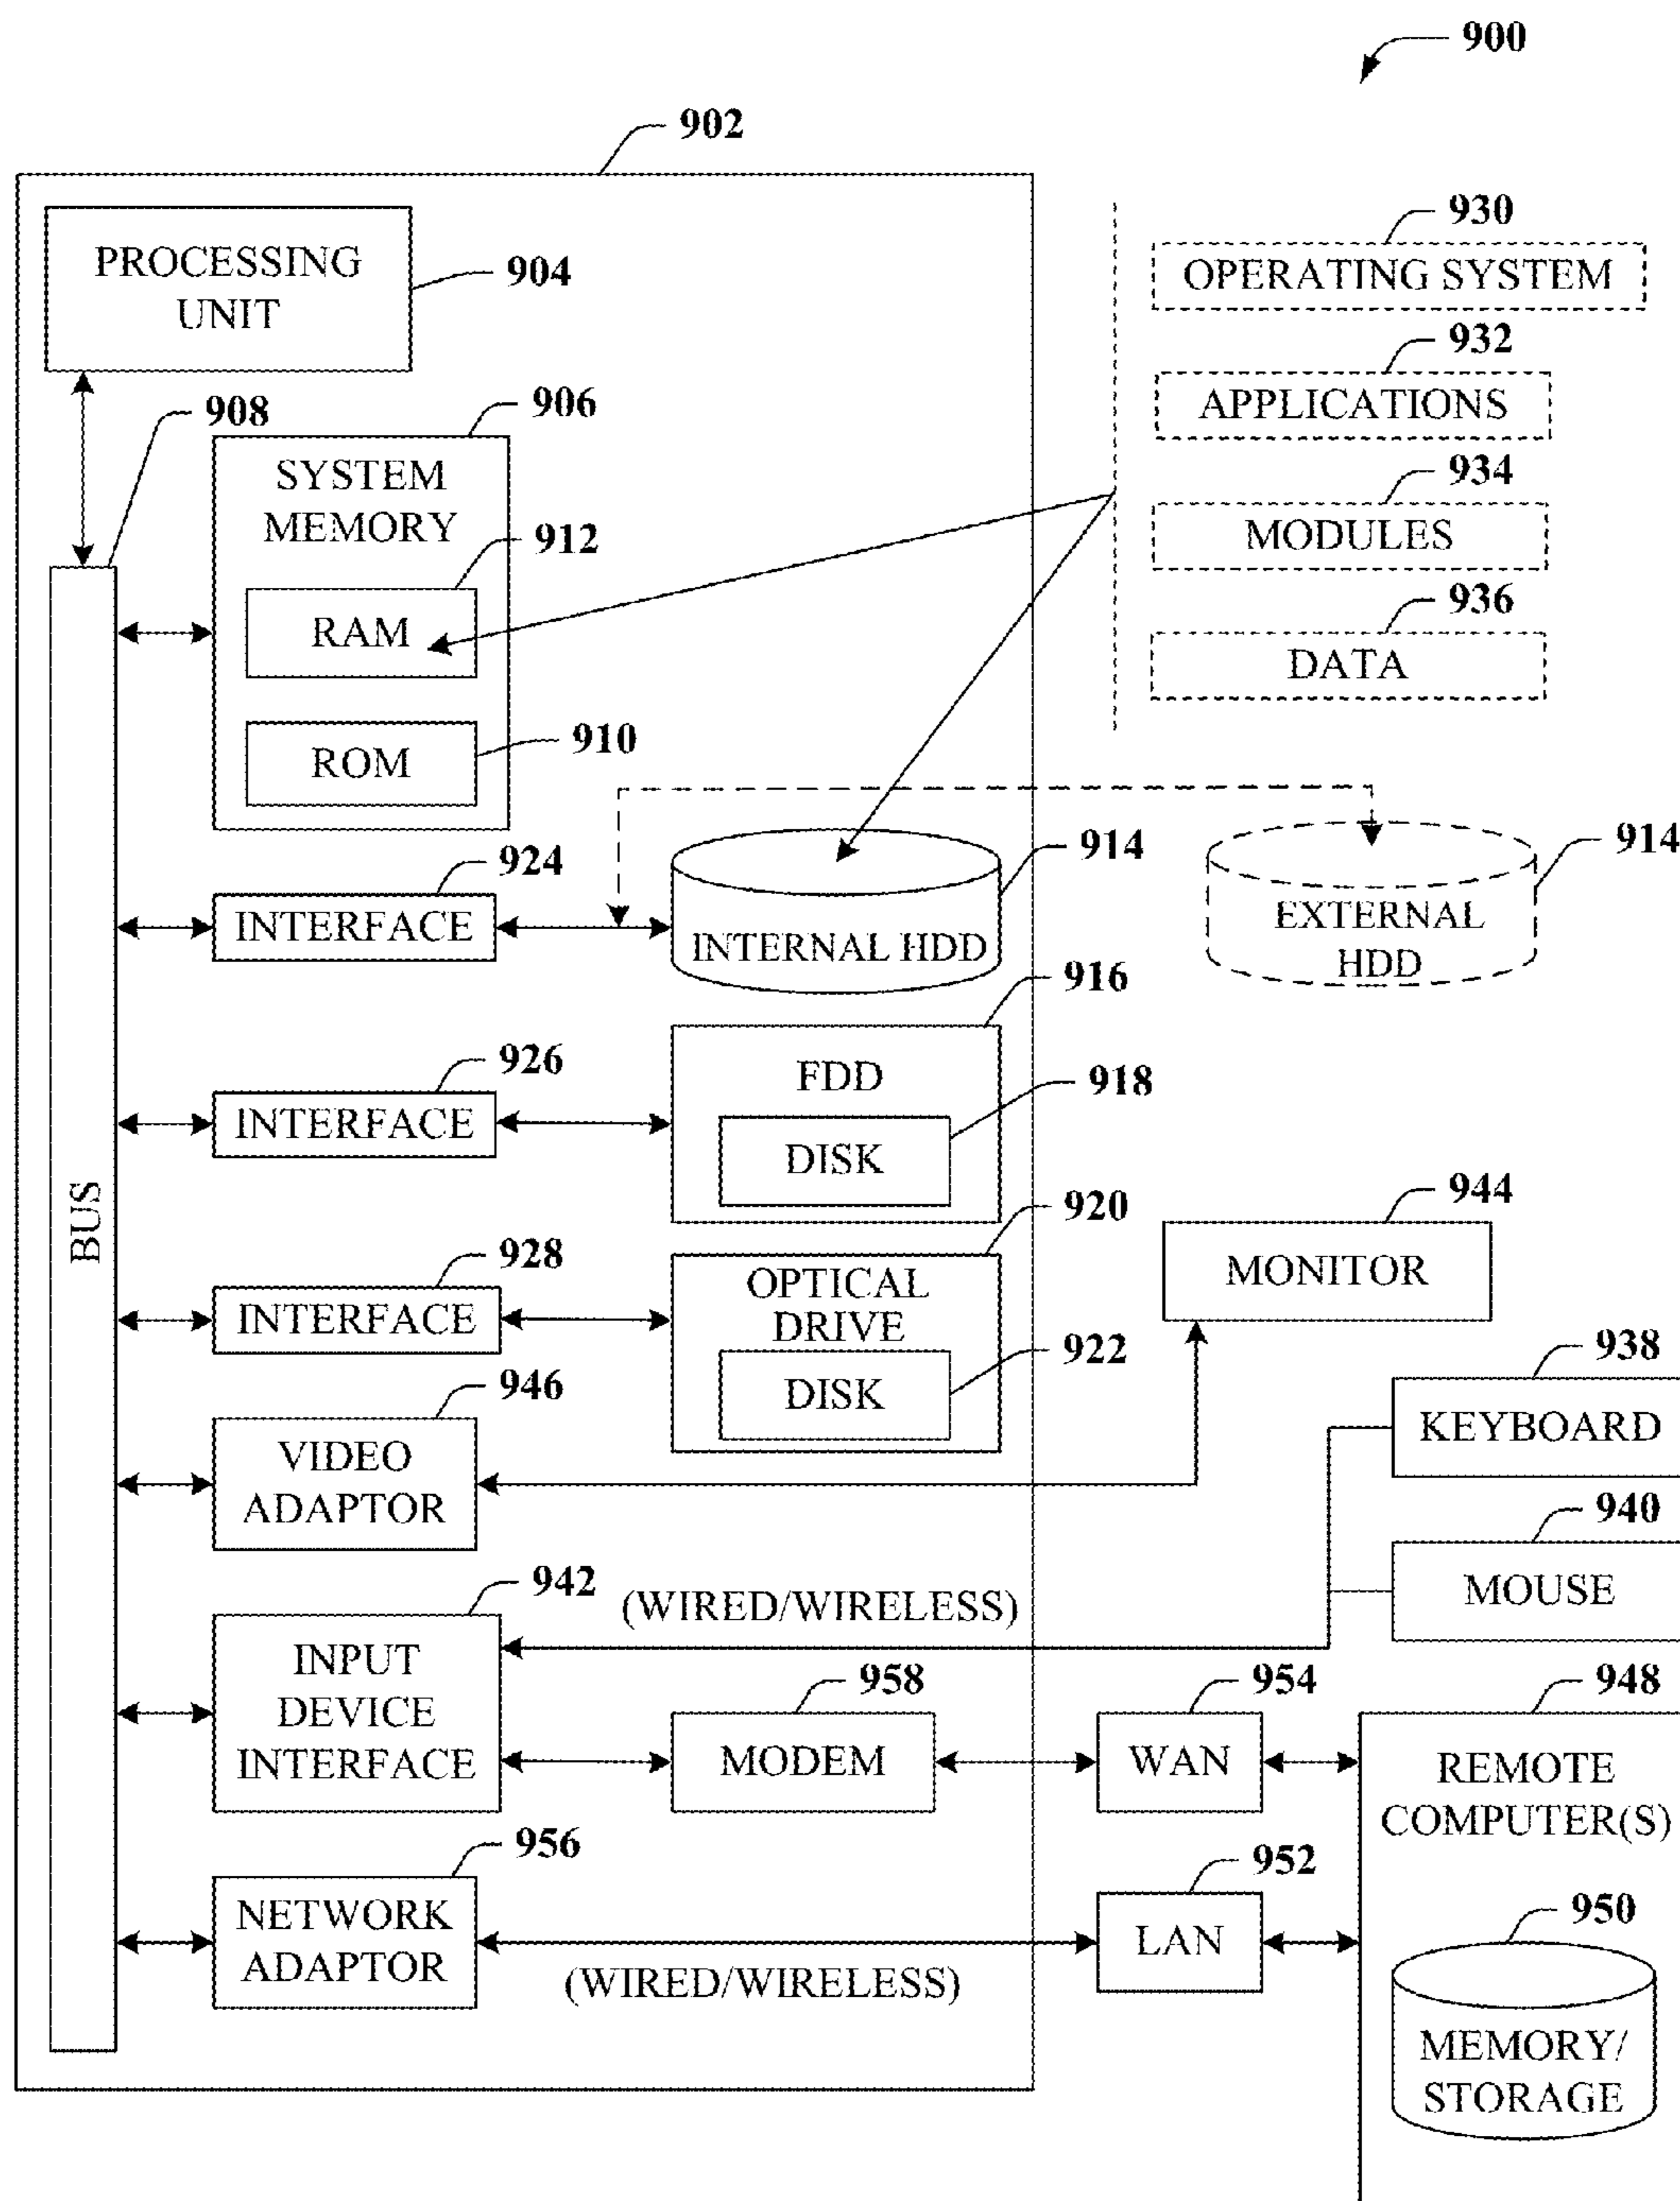 900
902
PROCESSING
UNIT
904
908
906
SYSTEM
MEMORY
912
RAM
910
ROM
930
OPERATING SYSTEM
932
APPLICATIONS
934
MODULES
936
DATA
BUS
924
INTERFACE
914
INTERNAL HDD
914
EXTERNAL
HDD
926
INTERFACE
916
FDD
918
DISK
928
INTERFACE
920
OPTICAL
DRIVE
922
DISK
944
MONITOR
946
VIDEO
ADAPTOR
938
KEYBOARD
940
MOUSE
942
INPUT
DEVICE
INTERFACE
(WIRED/WIRELESS)
958
MODEM
954
WAN
948
REMOTE
COMPUTER(S)
956
NETWORK
ADAPTOR
(WIRED/WIRELESS)
952
LAN
950
MEMORY/
STORAGE